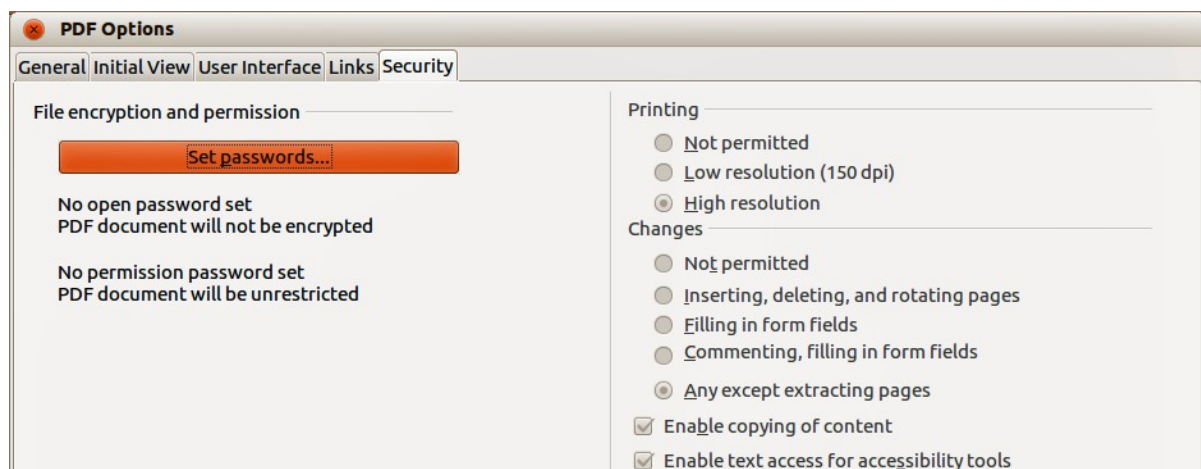 PDF Options
General Initial View User Interface Links Security
File encryption and permission
Set passwords...
No open password set
PDF document will not be encrypted
No permission password set
PDF document will be unrestricted
Printing
Not permitted
Low resolution (150 dpi)
High resolution
Changes
Not permitted
Inserting, deleting, and rotating pages
Filling in form fields
Commenting, filling in form fields
Any except extracting pages
Enable copying of content
Enable text access for accessibility tools